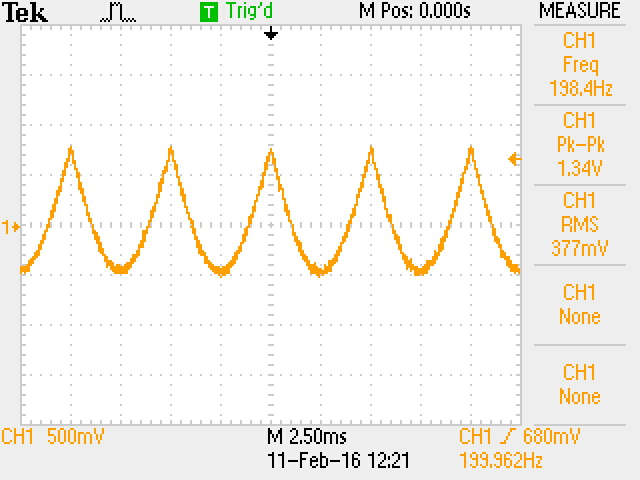 Tek T Trig'd M Pos: 0.000s MEASURE
CH1
Freq
198.4Hz
CH1
Pk-Pk
1.34V
CH1
RMS
377mV
CH1
None
CH1
None
1
CH1 500mV M 2.50ms CH1 680mV
11-Feb-16 12:21 199.962Hz